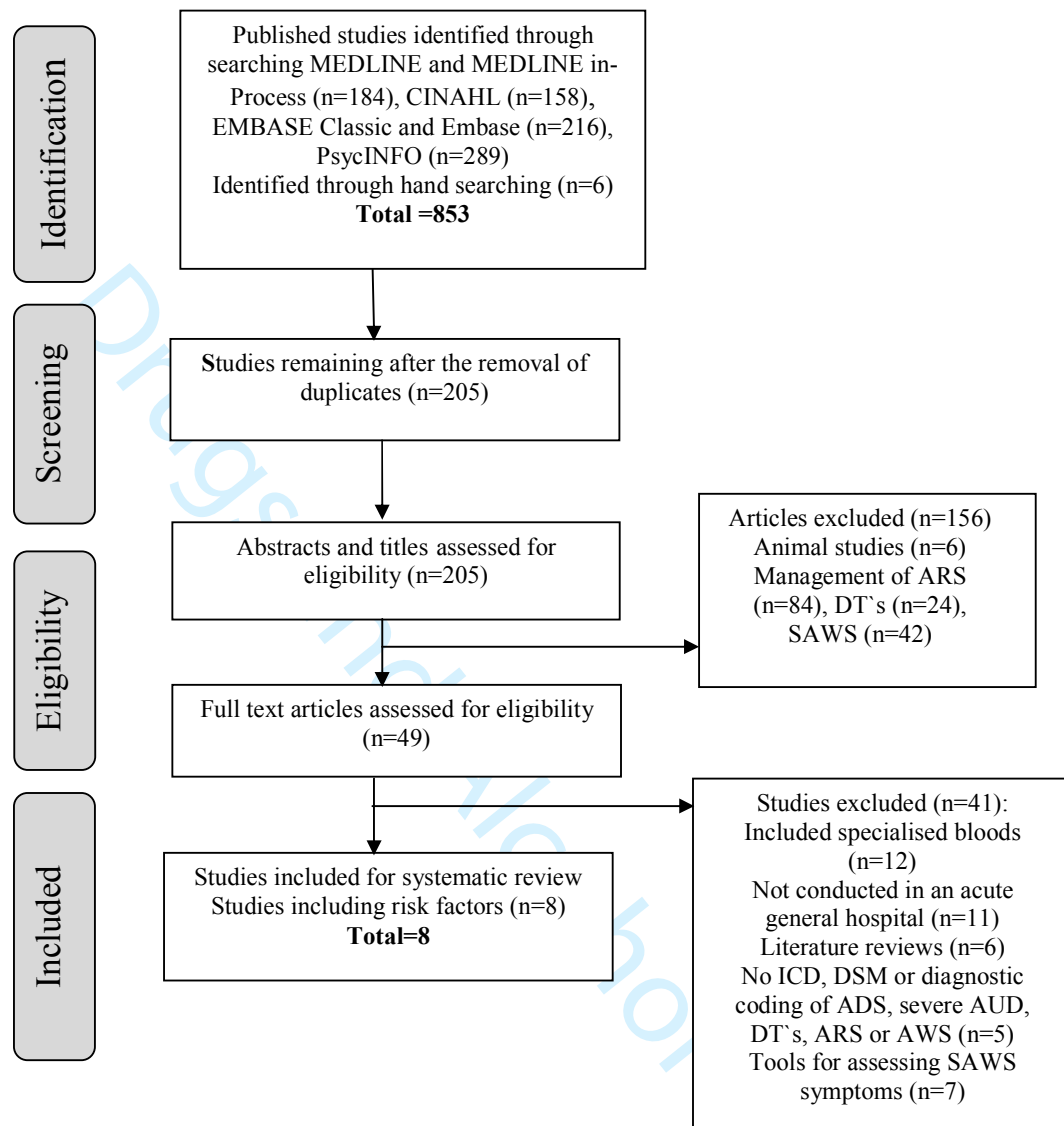 Identification
Published studies identified through
searching MEDLINE and MEDLINE in-
Process (n=184), CINAHL (n=158),
EMBASE Classic and Embase (n=216),
PsycINFO (n=289)
Identified through hand searching (n=6)
Total =853
Screening
Studies remaining after the removal of
duplicates (n=205)
Abstracts and titles assessed for
eligibility (n=205)
Articles excluded (n=156)
Animal studies (n=6)
Management of ARS
(n=84), DT`s (n=24),
SAWS (n=42)
Eligibility
Full text articles assessed for eligibility
(n=49)
Studies excluded (n=41):
Included specialised bloods
(n=12)
Not conducted in an acute
general hospital (n=11)
Literature reviews (n=6)
No ICD, DSM or diagnostic
coding of ADS, severe AUD,
DT`s, ARS or AWS (n=5)
Tools for assessing SAWS
symptoms (n=7)
Included
Studies included for systematic review
Studies including risk factors (n=8)
Total=8